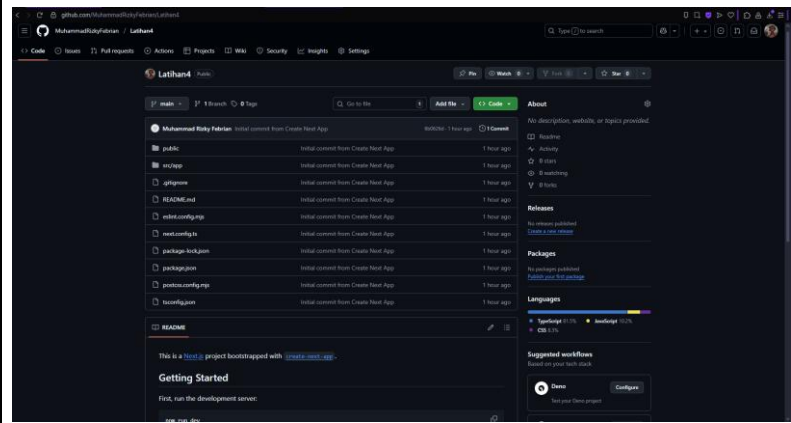 github.com/MuhammadRizkyFebrian/Latihan4
MuhammadRizkyFebrian / Latihan4
Type / to search
Code Issues Pull requests Actions Projects Wiki Security Insights Settings
Latihan4 Public
Pin Watch 0 Fork 0 Star 0
main 1 Branch 0 Tags
Go to file
Add file Code
Muhammad Rizky Febrian Initial commit from Create Next App
1 hour ago 1 Commit
public Initial commit from Create Next App 1 hour ago
src/app Initial commit from Create Next App 1 hour ago
.gitignore Initial commit from Create Next App 1 hour ago
README.md Initial commit from Create Next App 1 hour ago
eslint.config.mjs Initial commit from Create Next App 1 hour ago
next.config.ts Initial commit from Create Next App 1 hour ago
package-lock.json Initial commit from Create Next App 1 hour ago
package.json Initial commit from Create Next App 1 hour ago
postcss.config.mjs Initial commit from Create Next App 1 hour ago
tsconfig.json Initial commit from Create Next App 1 hour ago
README
This is a Next.js project bootstrapped with create-next-app.
Getting Started
First, run the development server:
npm run dev
About
No description, website, or topics provided.
Readme
Activity
0 stars
0 watching
0 forks
Releases
No releases published
Create a new release
Packages
No packages published
Publish your first package
Languages
TypeScript JavaScript
CSS
Suggested workflows
Based on your tech stack
Deno Configure
Test your Deno project